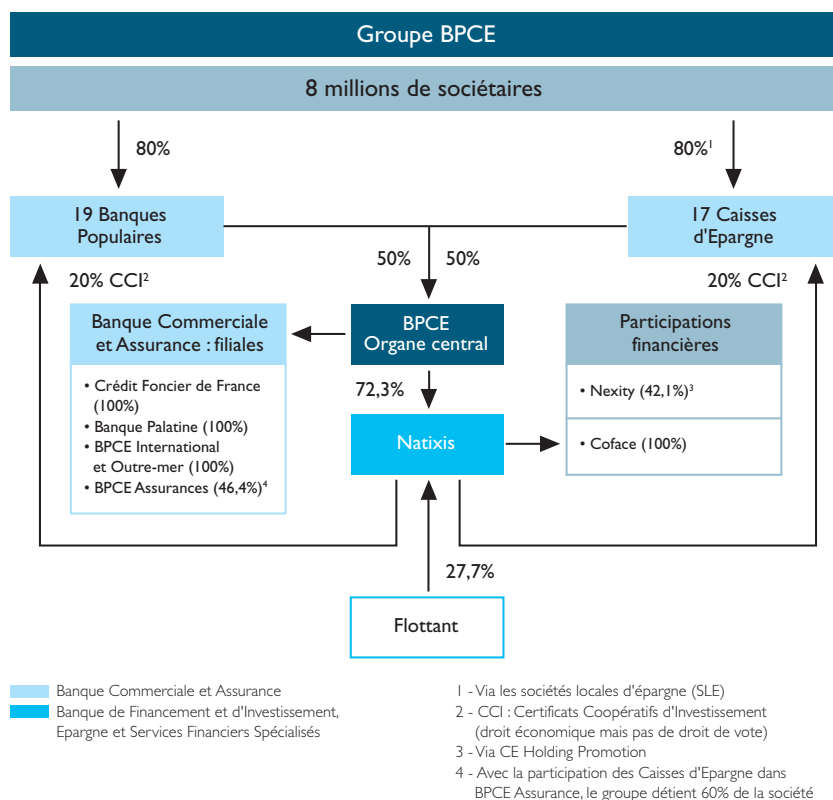 Groupe BPCE
8 millions de sociétaires
80%
80%¹
19 Banques
Populaires
17 Caisses
d'Epargne
50%
50%
20% CCI²
20% CCI²
Banque Commerciale
et Assurance : filiales
• Crédit Foncier de France
(100%)
• Banque Palatine (100%)
• BPCE International
et Outre-mer (100%)
• BPCE Assurances (46,4%)⁴
BPCE
Organe central
72,3%
Natixis
Participations
financières
• Nexity (42,1%)³
• Coface (100%)
27,7%
Flottant
Banque Commerciale et Assurance
Banque de Financement et d'Investissement,
Epargne et Services Financiers Spécialisés
1 - Via les sociétés locales d'épargne (SLE)
2 - CCI : Certificats Coopératifs d'Investissement
(droit économique mais pas de droit de vote)
3 - Via CE Holding Promotion
4 - Avec la participation des Caisses d'Epargne dans
BPCE Assurance, le groupe détient 60% de la société